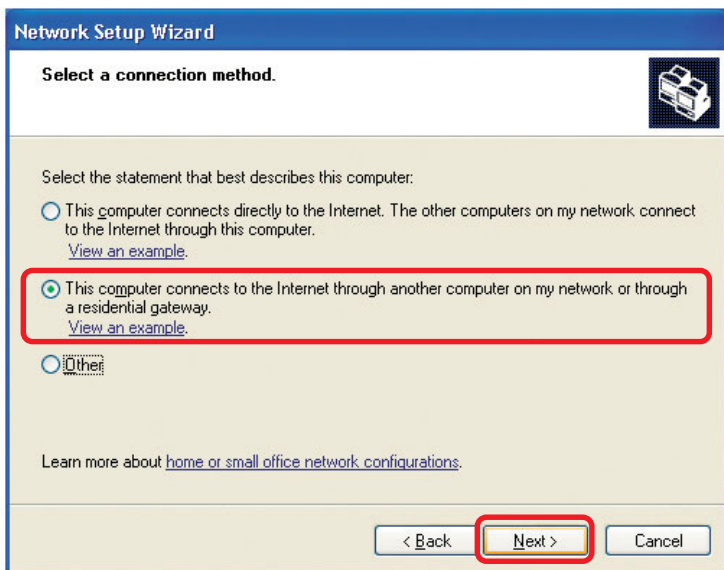 Network Setup Wizard
Select a connection method.
Select the statement that best describes this computer:
This computer connects directly to the Internet. The other computers on my network connect
to the Internet through this computer.
View an example.
This computer connects to the Internet through another computer on my network or through
a residential gateway.
View an example.
Other
Learn more about home or small office network configurations.
< Back Next > Cancel